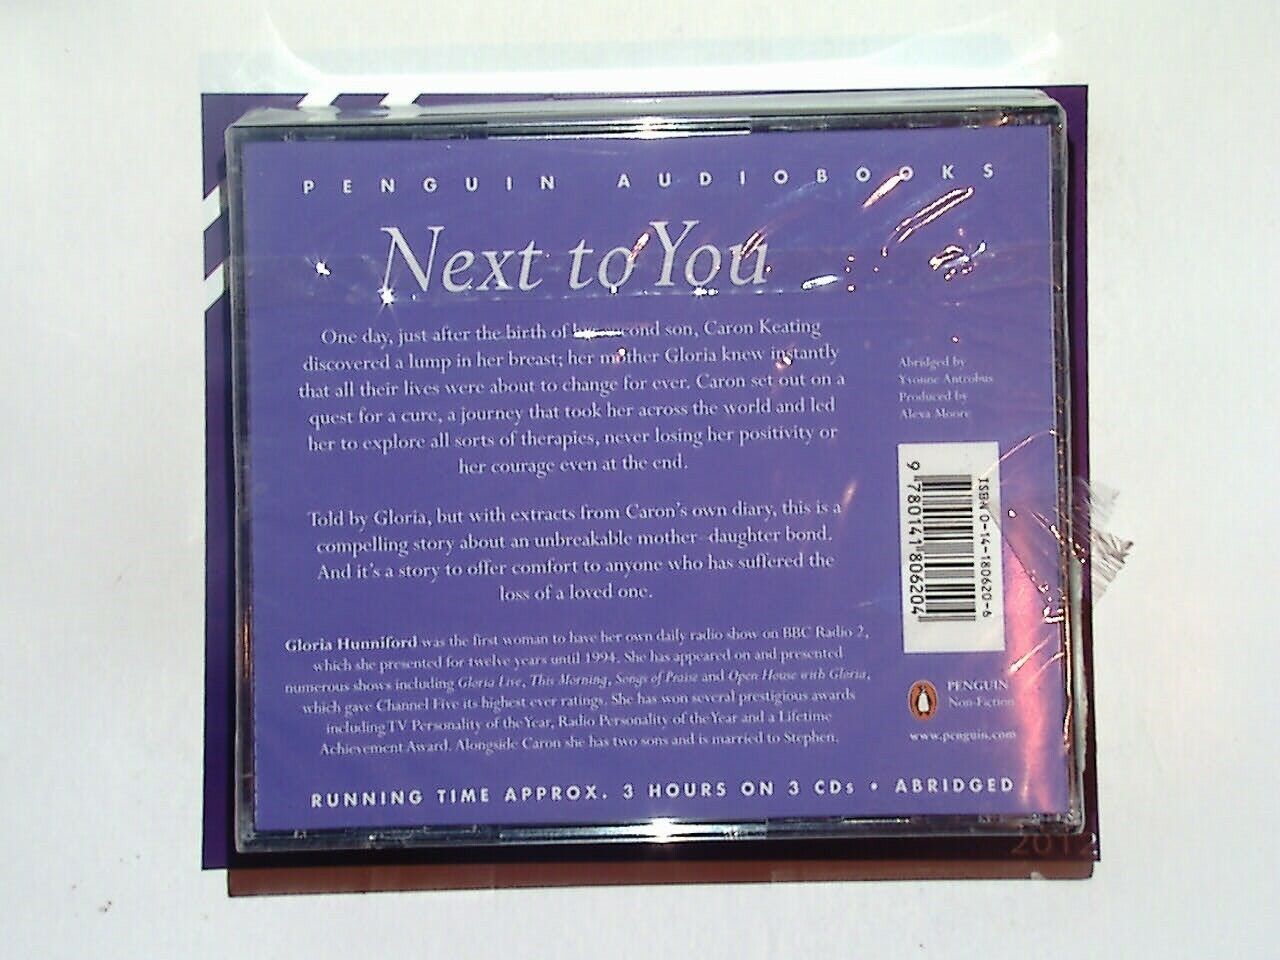 PENGUIN AUDIOBOOKS
Next to You
One day, just after the birth of her second son, Caron Keating
discovered a lump in her breast; her mother Gloria knew instantly
that all their lives were about to change for ever. Caron set out on a
quest for a cure, a journey that took her across the world and led
her to explore all sorts of therapies, never losing her positivity or
her courage even at the end.
Told by Gloria, but with extracts from Caron's own diary, this is a
compelling story about an unbreakable mother–daughter bond.
And it's a story to offer comfort to anyone who has suffered the
loss of a loved one.
Gloria Hunniford was the first woman to have her own daily radio show on BBC Radio 2,
which she presented for twelve years until 1994. She has appeared on and presented
numerous shows including Gloria Live, This Morning, Songs of Praise and Open House with Gloria,
which gave Channel Five its highest ever ratings. She has won several prestigious awards
including TV Personality of the Year, Radio Personality of the Year and a Lifetime
Achievement Award. Alongside Caron she has two sons and is married to Stephen.
RUNNING TIME APPROX. 3 HOURS ON 3 CDs • ABRIDGED
Abridged by
Yvonne Antrobus
Produced by
Alexa Moore
ISBN 0-14-180620-6
9 780141 806204
PENGUIN
Non-Fiction
www.penguin.com
2012